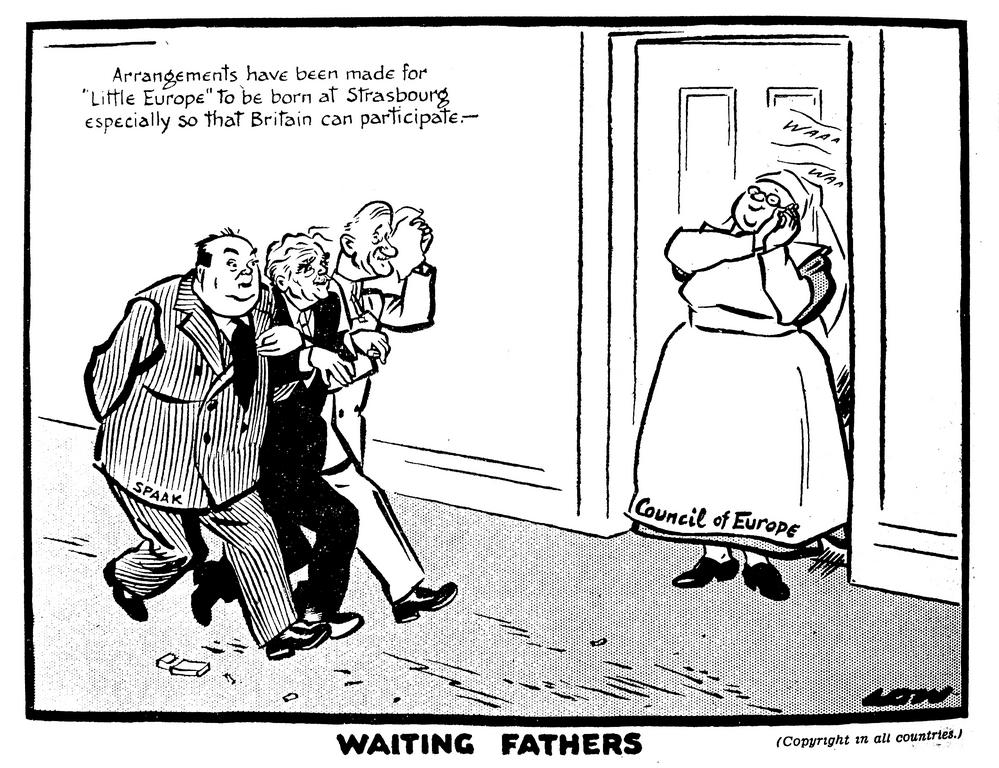 Arrangements have been made for
"Little Europe" to be born at Strasbourg
especially so that Britain can participate.—
WAAA
WAA
SPAAK
Council of Europe
LOW
WAITING FATHERS
(Copyright in all countries.)